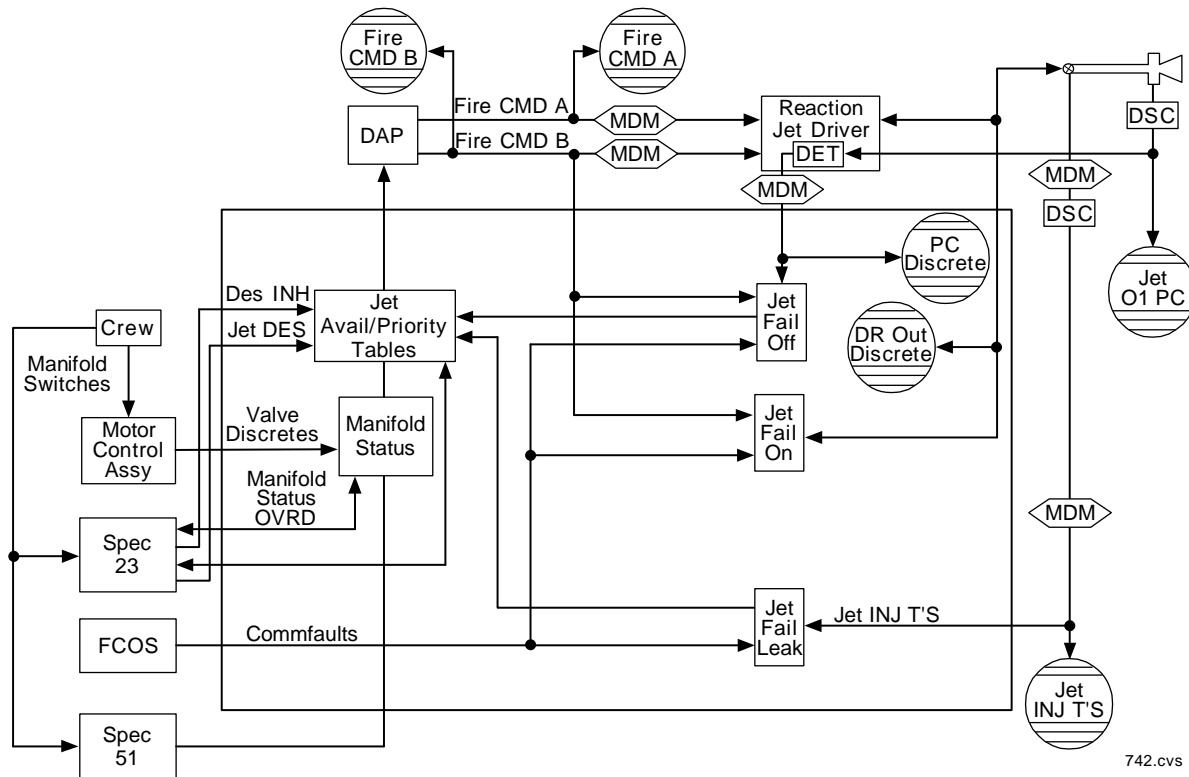 Fire
CMD B
Fire
CMD A
Fire CMD A
Fire CMD B
DAP
MDM
MDM
Reaction
Jet Driver
DET
MDM
DSC
MDM
DSC
PC
Discrete
Jet
O1 PC
Des INH
Jet DES
Jet
Avail/Priority
Tables
Jet
Fail
Off
DR Out
Discrete
Crew
Manifold
Switches
Motor
Control
Assy
Valve
Discretes
Manifold
Status
Jet
Fail
On
Manifold
Status
OVRD
MDM
Spec
23
FCOS
Commfaults
Jet
Fail
Leak
Jet INJ T'S
Jet
INJ T'S
Spec
51
742.cvs